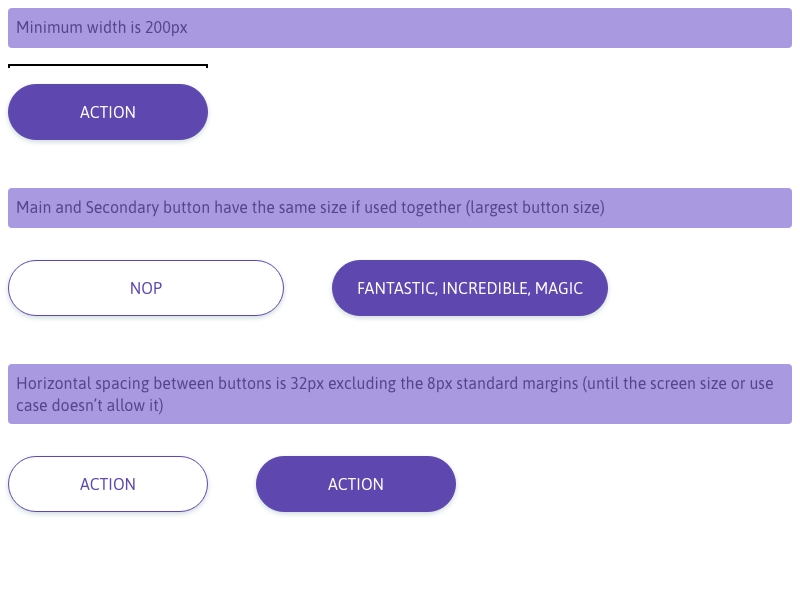 Minimum width is 200px
ACTION
Main and Secondary button have the same size if used together (largest button size)
NOP
FANTASTIC, INCREDIBLE, MAGIC
Horizontal spacing between buttons is 32px excluding the 8px standard margins (until the screen size or use
case doesn’t allow it)
ACTION
ACTION